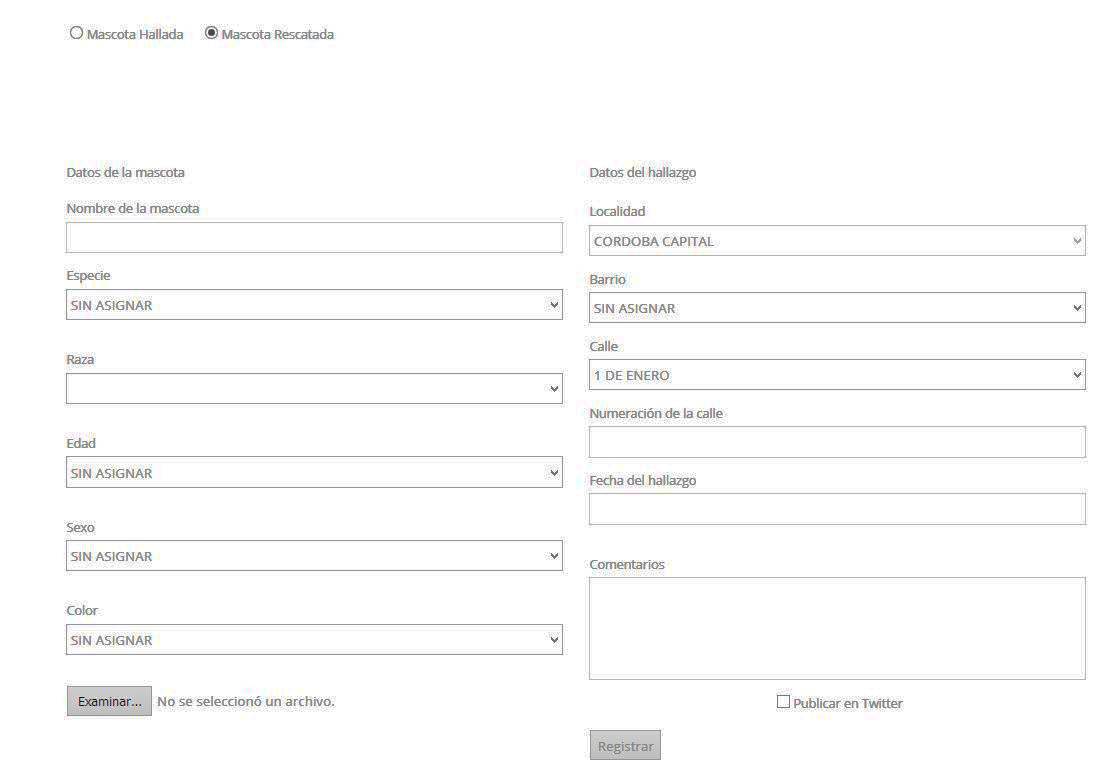 Mascota Hallada Mascota Rescatada
Datos de la mascota
Nombre de la mascota
Especie
SIN ASIGNAR
Raza
Edad
SIN ASIGNAR
Sexo
SIN ASIGNAR
Color
SIN ASIGNAR
Examinar... No se seleccionó un archivo.
Datos del hallazgo
Localidad
CORDOBA CAPITAL
Barrio
SIN ASIGNAR
Calle
1 DE ENERO
Numeración de la calle
Fecha del hallazgo
Comentarios
Publicar en Twitter
Registrar